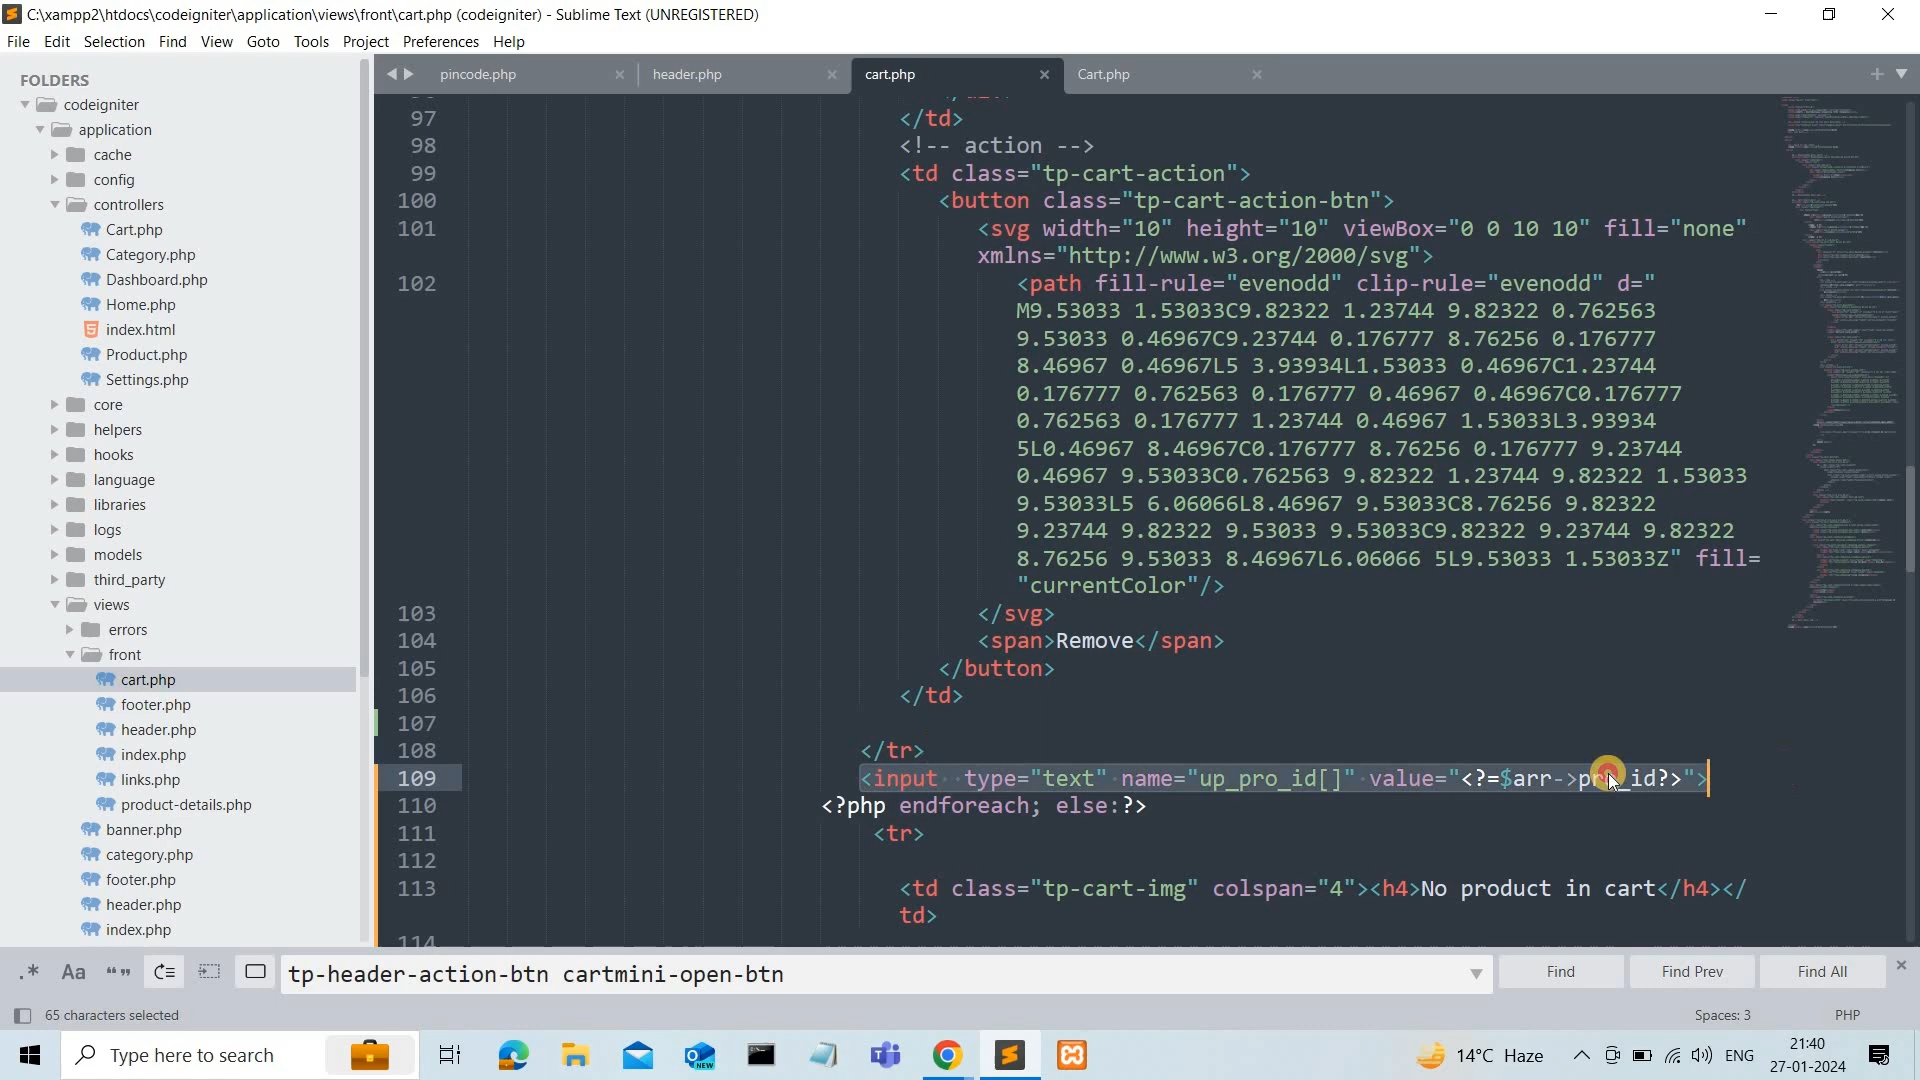 C:\xampp2\htdocs\codeigniter\application\views\front\cart.php (codeigniter) - Sublime Text (UNREGISTERED)
File Edit Selection Find View Goto Tools Project Preferences Help
FOLDERS
codeigniter
application
cache
config
controllers
Cart.php
Category.php
Dashboard.php
Home.php
index.html
Product.php
Settings.php
core
helpers
hooks
language
libraries
logs
models
third_party
views
errors
front
cart.php
footer.php
header.php
index.php
links.php
product-details.php
banner.php
category.php
footer.php
header.php
index.php
pincode.php header.php cart.php Cart.php
97 </td>
98 <!-- action -->
99 <td class="tp-cart-action">
100 <button class="tp-cart-action-btn">
101 <svg width="10" height="10" viewBox="0 0 10 10" fill="none"
xmlns="http://www.w3.org/2000/svg">
102 <path fill-rule="evenodd" clip-rule="evenodd" d="
M9.53033 1.53033C9.82322 1.23744 9.82322 0.762563
9.53033 0.46967C9.23744 0.176777 8.76256 0.176777
8.46967 0.46967L5 3.93934L1.53033 0.46967C1.23744
0.176777 0.762563 0.176777 0.46967 0.46967C0.176777
0.762563 0.176777 1.23744 0.46967 1.53033L3.93934
5L0.46967 8.46967C0.176777 8.76256 0.176777 9.23744
0.46967 9.53033C0.762563 9.82322 1.23744 9.82322 1.53033
9.53033L5 6.06066L8.46967 9.53033C8.76256 9.82322
9.23744 9.82322 9.53033 9.53033C9.82322 9.23744 9.82322
8.76256 9.53033 8.46967L6.06066 5L9.53033 1.53033Z" fill=
"currentColor"/>
103 </svg>
104 <span>Remove</span>
105 </button>
106 </td>
107
108 </tr>
109 <input type="text" name="up_pro_id[]" value="<?=$arr->pro_id?>">
110 <?php endforeach; else:?>
111 <tr>
112
113 <td class="tp-cart-img" colspan="4"><h4>No product in cart</h4></
td>
114
.* Aa “” tp-header-action-btn cartmini-open-btn Find Find Prev Find All
65 characters selected Spaces: 3 PHP
Type here to search 14°C Haze ENG 21:40
27-01-2024